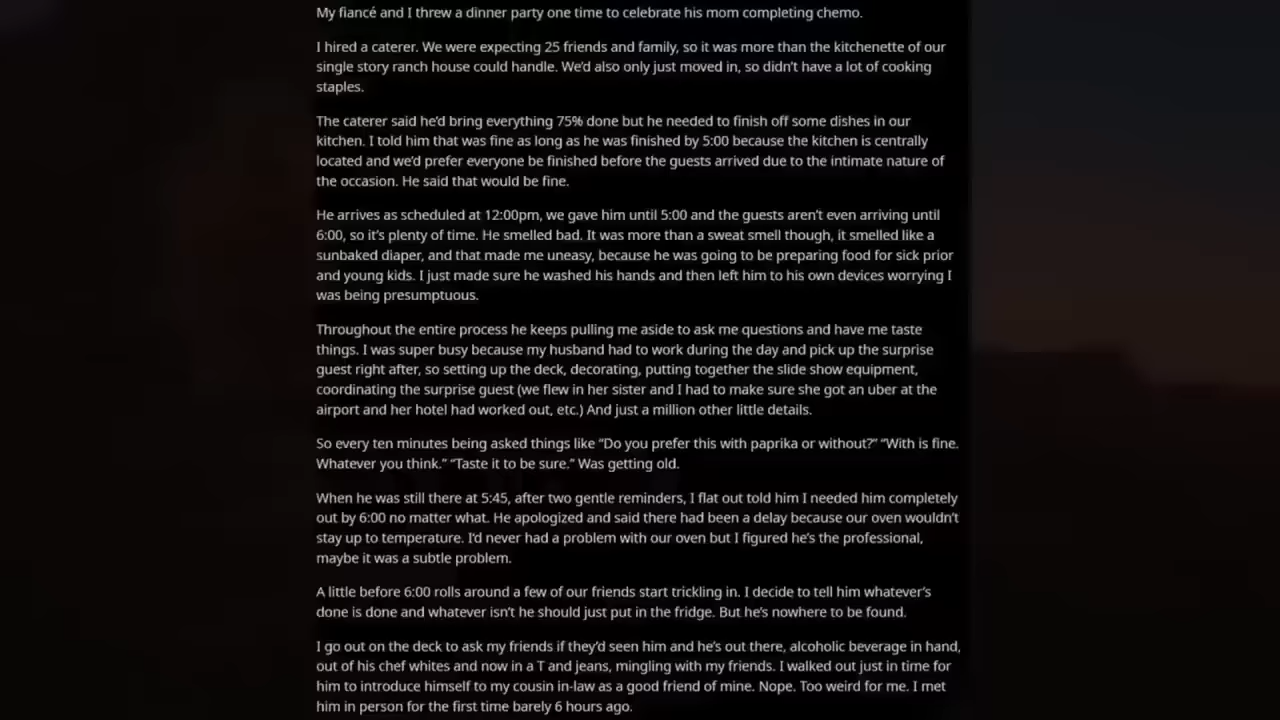 My fiancé and I threw a dinner party one time to celebrate his mom completing chemo.
I hired a caterer. We were expecting 25 friends and family, so it was more than the kitchenette of our
single story ranch house could handle. We’d also only just moved in, so didn’t have a lot of cooking
staples.
The caterer said he’d bring everything 75% done but he needed to finish off some dishes in our
kitchen. I told him that was fine as long as he was finished by 5:00 because the kitchen is centrally
located and we’d prefer everyone be finished before the guests arrived due to the intimate nature of
the occasion. He said that would be fine.
He arrives as scheduled at 12:00pm, we gave him until 5:00 and the guests aren’t even arriving until
6:00, so it’s plenty of time. He smelled bad. It was more than a sweat smell though, it smelled like a
sunbaked diaper, and that made me uneasy, because he was going to be preparing food for sick prior
and young kids. I just made sure he washed his hands and then left him to his own devices worrying I
was being presumptuous.
Throughout the entire process he keeps pulling me aside to ask me questions and have me taste
things. I was super busy because my husband had to work during the day and pick up the surprise
guest right after, so setting up the deck, decorating, putting together the slide show equipment,
coordinating the surprise guest (we flew in her sister and I had to make sure she got an uber at the
airport and her hotel had worked out, etc.) And just a million other little details.
So every ten minutes being asked things like “Do you prefer this with paprika or without?” “With is fine.
Whatever you think.” “Taste it to be sure.” Was getting old.
When he was still there at 5:45, after two gentle reminders, I flat out told him I needed him completely
out by 6:00 no matter what. He apologized and said there had been a delay because our oven wouldn’t
stay up to temperature. I’d never had a problem with our oven but I figured he’s the professional,
maybe it was a subtle problem.
A little before 6:00 rolls around a few of our friends start trickling in. I decide to tell him whatever’s
done is done and whatever isn’t he should just put in the fridge. But he’s nowhere to be found.
I go out on the deck to ask my friends if they’d seen him and he’s out there, alcoholic beverage in hand,
out of his chef whites and now in a T and jeans, mingling with my friends. I walked out just in time for
him to introduce himself to my cousin in-law as a good friend of mine. Nope. Too weird for me. I met
him in person for the first time barely 6 hours ago.